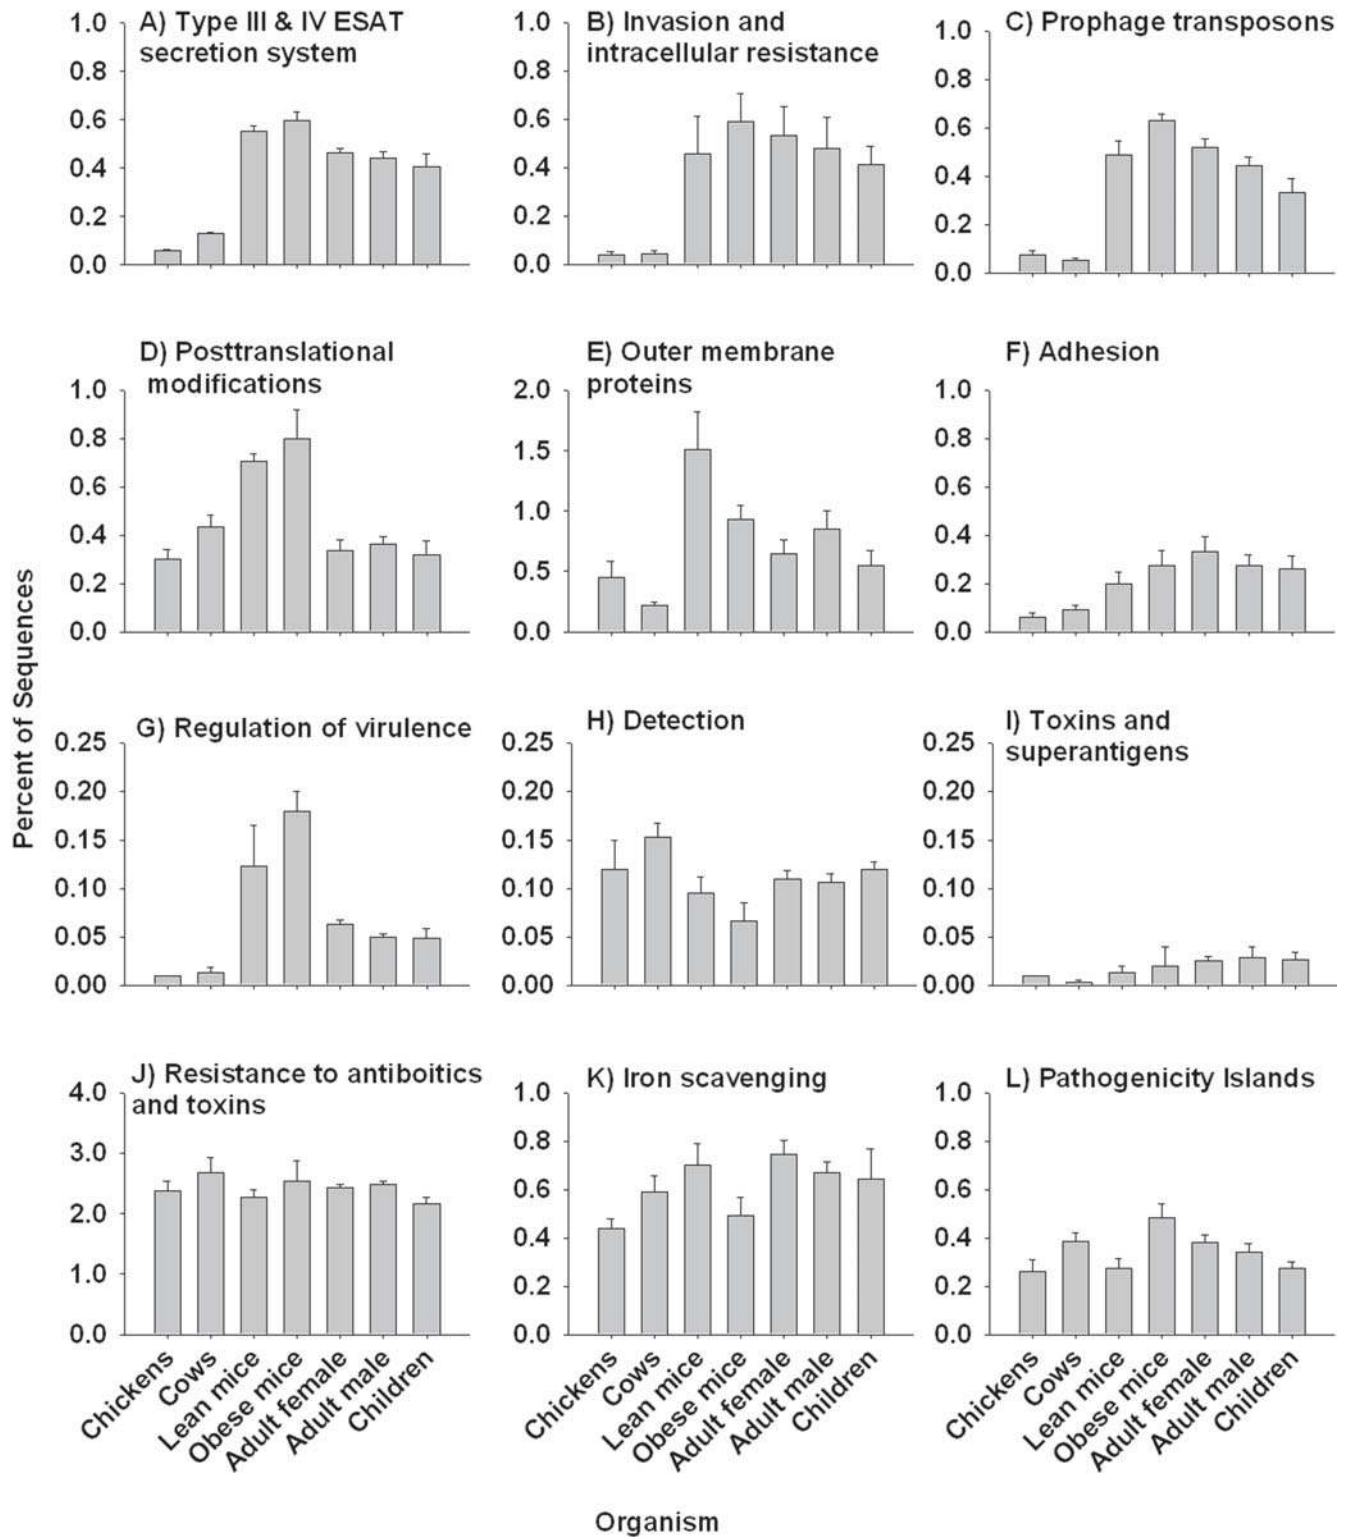 A) Type III & IV ESAT
secretion system
1.0
0.8
0.6
0.4
0.2
0.0
B) Invasion and
intracellular resistance
1.0
0.8
0.6
0.4
0.2
0.0
C) Prophage transposons
1.0
0.8
0.6
0.4
0.2
0.0
D) Posttranslational
modifications
1.0
0.8
0.6
0.4
0.2
0.0
E) Outer membrane
proteins
2.0
1.5
1.0
0.5
0.0
F) Adhesion
1.0
0.8
0.6
0.4
0.2
0.0
Percent of Sequences
G) Regulation of virulence
0.25
0.20
0.15
0.10
0.05
0.00
H) Detection
0.25
0.20
0.15
0.10
0.05
0.00
I) Toxins and
superantigens
0.25
0.20
0.15
0.10
0.05
0.00
J) Resistance to antiboitics
and toxins
4.0
3.0
2.0
1.0
0.0
K) Iron scavenging
1.0
0.8
0.6
0.4
0.2
0.0
L) Pathogenicity Islands
1.0
0.8
0.6
0.4
0.2
0.0
Chickens
Cows
Lean mice
Obese mice
Adult female
Adult male
Children
Chickens
Cows
Lean mice
Obese mice
Adult female
Adult male
Children
Chickens
Cows
Lean mice
Obese mice
Adult female
Adult male
Children
Organism